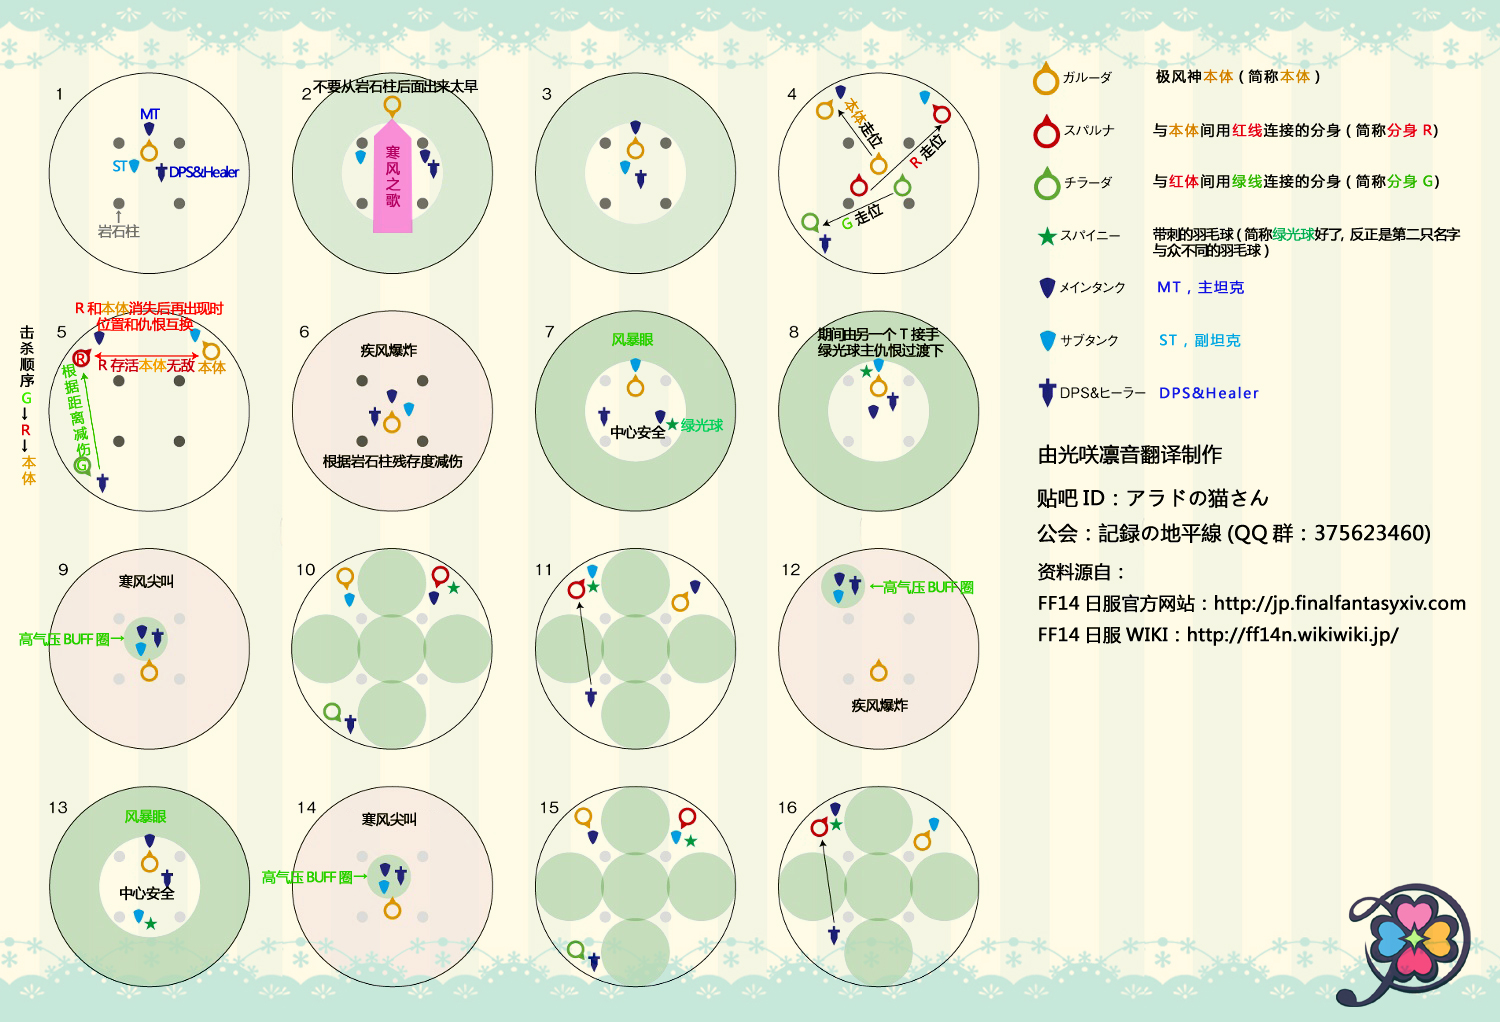 1
MT
ST
DPS&Healer
岩石柱
2
不要从岩石柱后面出来太早
寒风之歌
3
4
本体走位
R 走位
G 走位
击杀顺序G→R→本体
5
R 和本体消失后再出现时
位置和仇恨互换
R
R 存活本体无敌
本体
根据距离减伤
G
6
疾风爆炸
根据岩石柱残存度减伤
7
风暴眼
中心安全
绿光球
8
期间由另一个 T 接手
绿光球主仇恨过渡下
9
寒风尖叫
高气压 BUFF 圈→
10
11
12
←高气压 BUFF 圈
疾风爆炸
13
风暴眼
中心安全
14
寒风尖叫
高气压 BUFF 圈→
15
16
ガルーダ 极风神本体 ( 简称本体 )
スパルナ 与本体间用红线连接的分身 ( 简称分身 R)
チラーダ 与红体间用绿线连接的分身 ( 简称分身 G)
スパイニー 带刺的羽毛球 ( 简称绿光球好了, 反正是第二只名字
与众不同的羽毛球 )
メインタンク MT , 主坦克
サブタンク ST , 副坦克
DPS&ヒーラー DPS&Healer
由光咲凛音翻译制作
贴吧 ID：アラドの猫さん
公会：記録の地平線 (QQ 群：375623460)
资料源自：
FF14 日服官方网站：http://jp.finalfantasyxiv.com
FF14 日服 WIKI：http://ff14n.wikiwiki.jp/